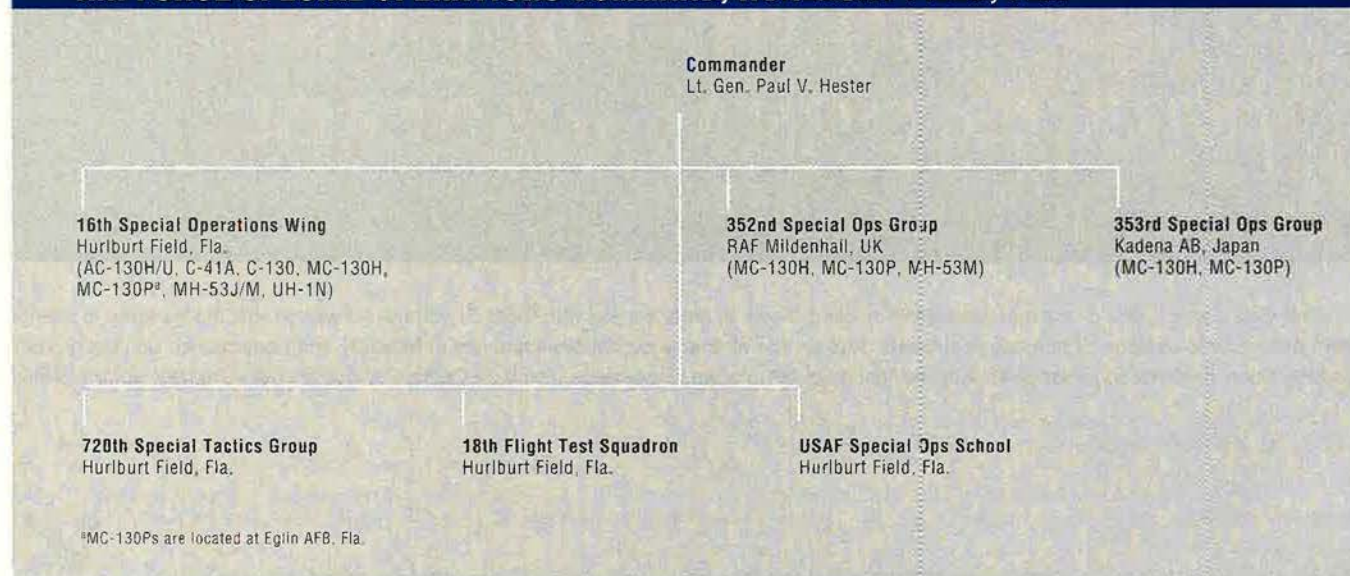 Commander
Lt. Gen. Paul V. Hester
16th Special Operations Wing
Hurlburt Field, Fla.
(AC-130H/U, C-41A, C-130, MC-130H,
MC-130Pª, MH-53J/M, UH-1N)
352nd Special Ops Group
RAF Mildenhall, UK
(MC-130H, MC-130P, MH-53M)
353rd Special Ops Group
Kadena AB, Japan
(MC-130H, MC-130P)
720th Special Tactics Group
Hurlburt Field, Fla.
18th Flight Test Squadron
Hurlburt Field, Fla.
USAF Special Ops School
Hurlburt Field, Fla.
ªMC-130Ps are located at Eglin AFB, Fla.